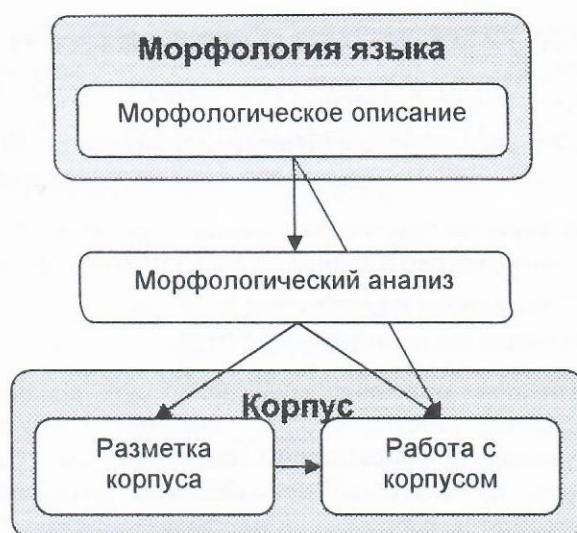 Морфология языка
Морфологическое описание
Морфологический анализ
Корпус
Разметка
корпуса
Работа с
корпусом